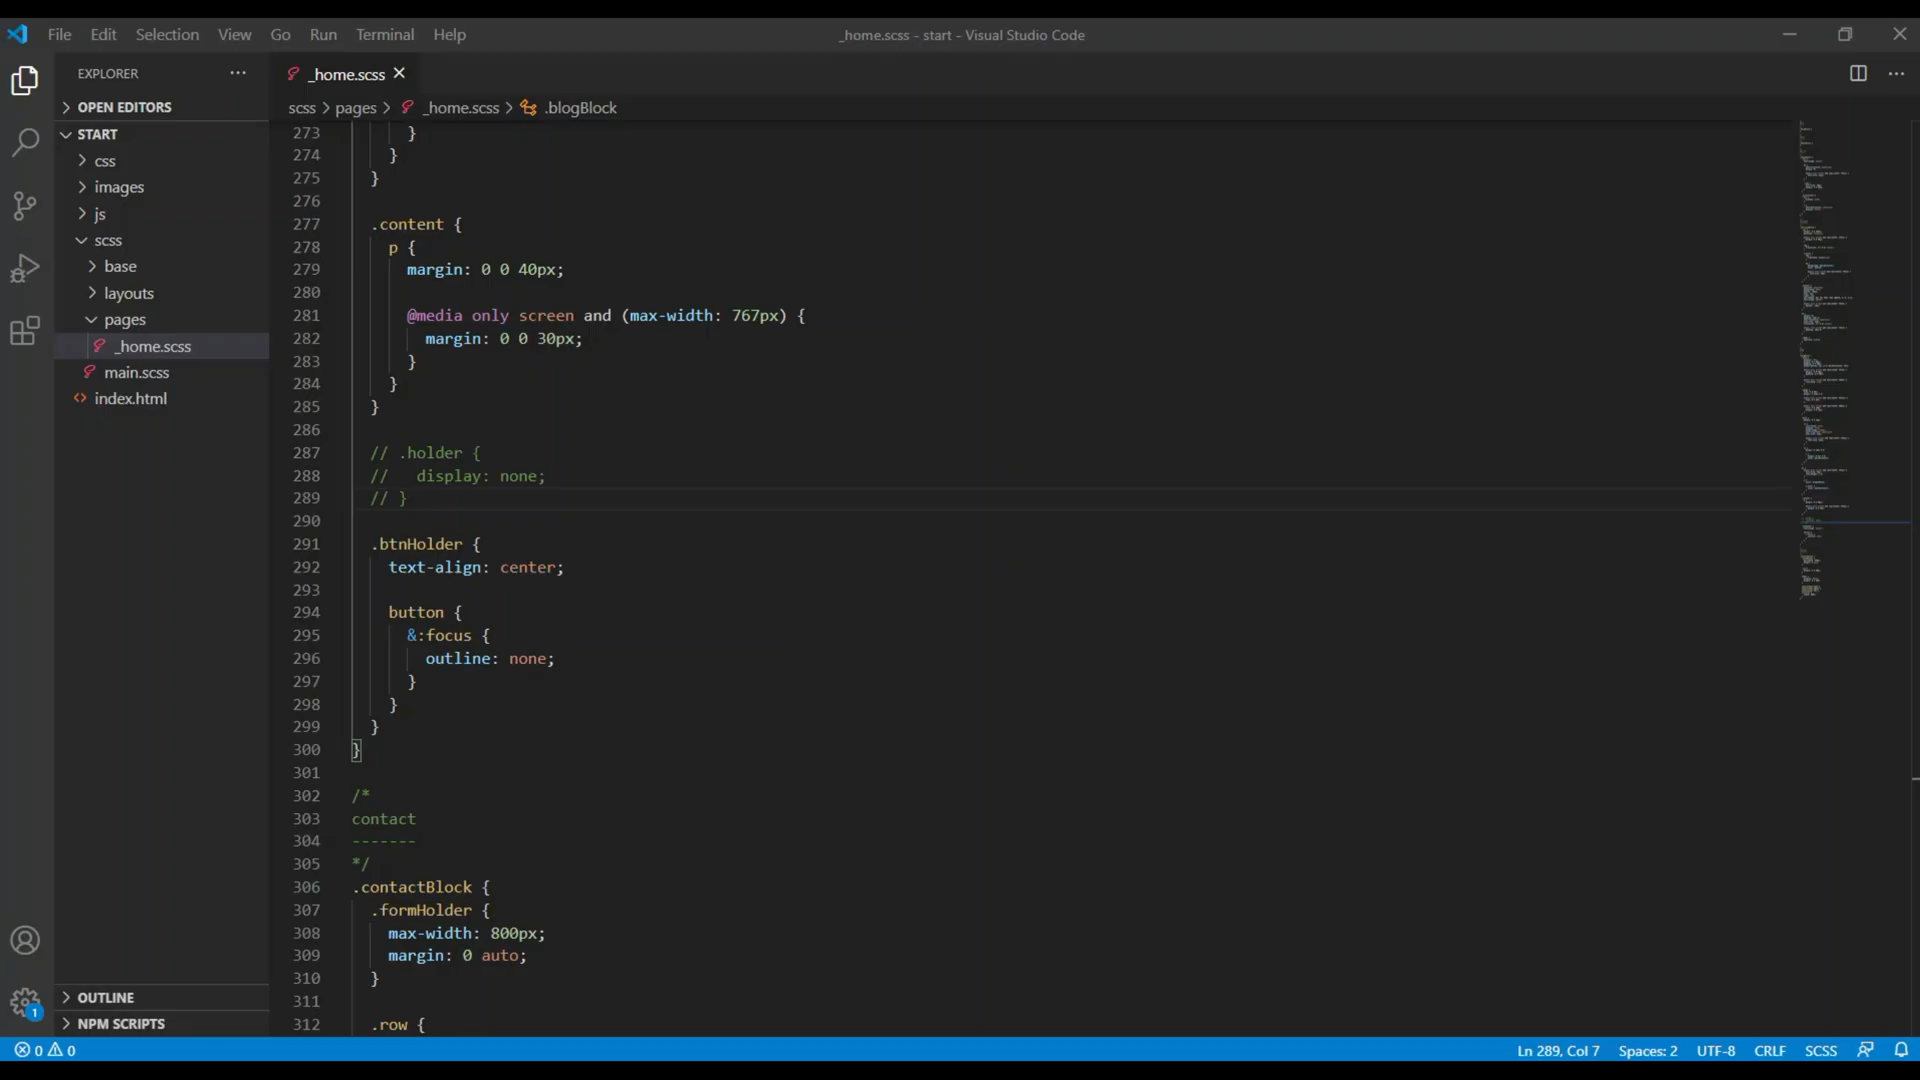 File Edit Selection View Go Run Terminal Help
_home.scss - start - Visual Studio Code
EXPLORER
_home.scss
OPEN EDITORS
scss > pages > _home.scss > .blogBlock
START
css
images
js
scss
base
layouts
pages
_home.scss
main.scss
index.html
OUTLINE
NPM SCRIPTS
273 }
274 }
275 }
276
277 .content {
278 p {
279 margin: 0 0 40px;
280
281 @media only screen and (max-width: 767px) {
282 margin: 0 0 30px;
283 }
284 }
285 }
286
287 // .holder {
288 //   display: none;
289 // }
290
291 .btnHolder {
292 text-align: center;
293
294 button {
295 &:focus {
296 outline: none;
297 }
298 }
299 }
300 }
301
302 /*
303 contact
304 -------
305 */
306 .contactBlock {
307 .formHolder {
308 max-width: 800px;
309 margin: 0 auto;
310 }
311
312 .row {
1
0 0
Ln 289, Col 7 Spaces: 2 UTF-8 CRLF SCSS